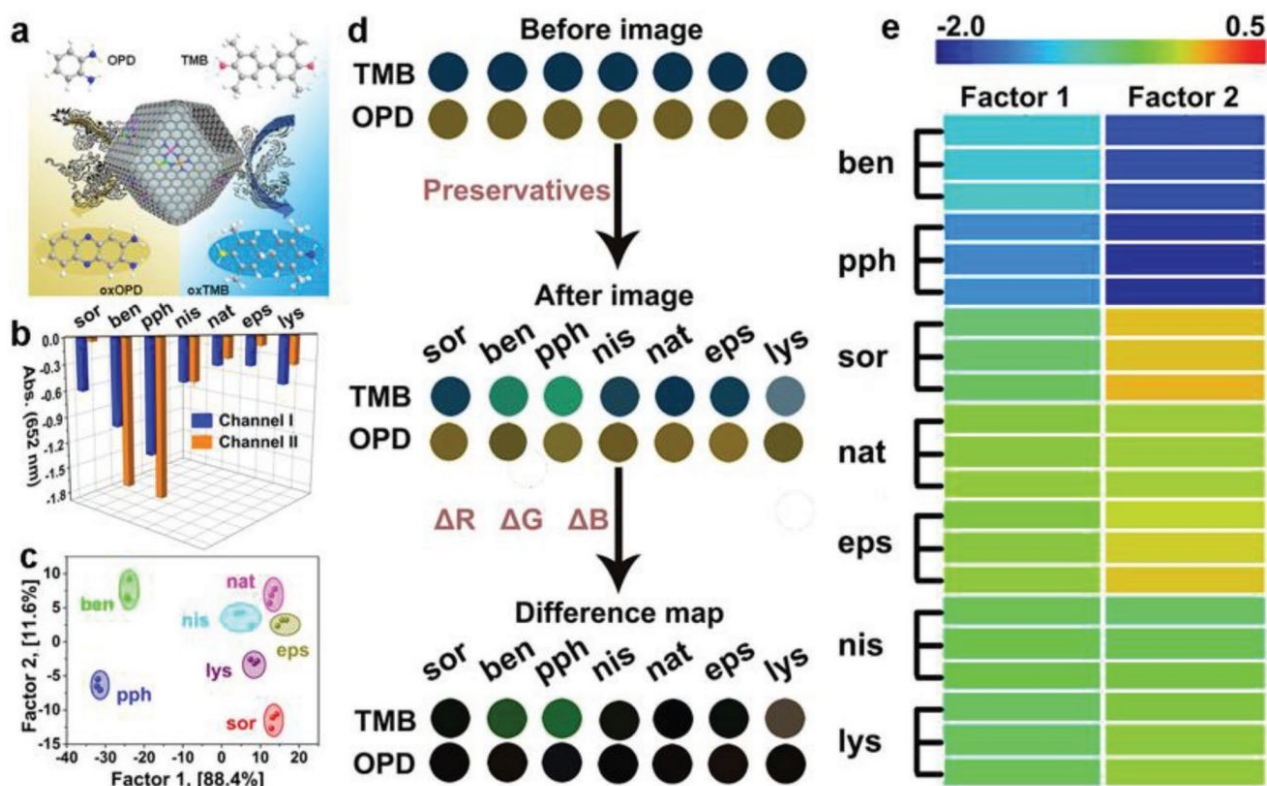 a
OPD
TMB
oxOPD
oxTMB
b
sor ben pph nis nat eps lys
0.0
-0.3
-0.6
-0.9
-1.2
-1.5
-1.8
Abs. (652 nm)
Channel I
Channel II
c
10
5
0
-5
-10
-15
Factor 2, [11.6%]
ben
nat
nis
eps
lys
pph
sor
-40 -30 -20 -10 0 10 20
Factor 1, [88.4%]
d
Before image
TMB
OPD
Preservatives
After image
sor ben pph nis nat eps lys
TMB
OPD
ΔR ΔG ΔB
Difference map
sor ben pph nis nat eps lys
TMB
OPD
e
-2.0 0.5
Factor 1 Factor 2
ben
pph
sor
nat
eps
nis
lys